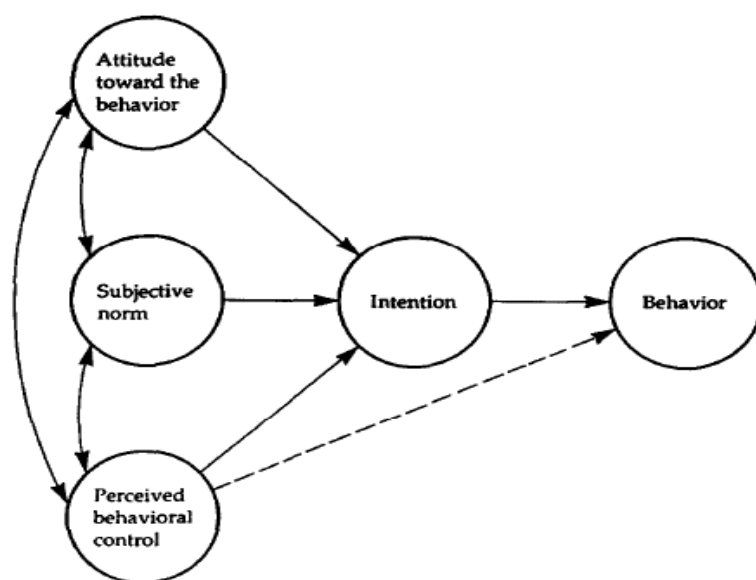 Attitude
toward the
behavior
Subjective
norm
Intention
Behavior
Perceived
behavioral
control